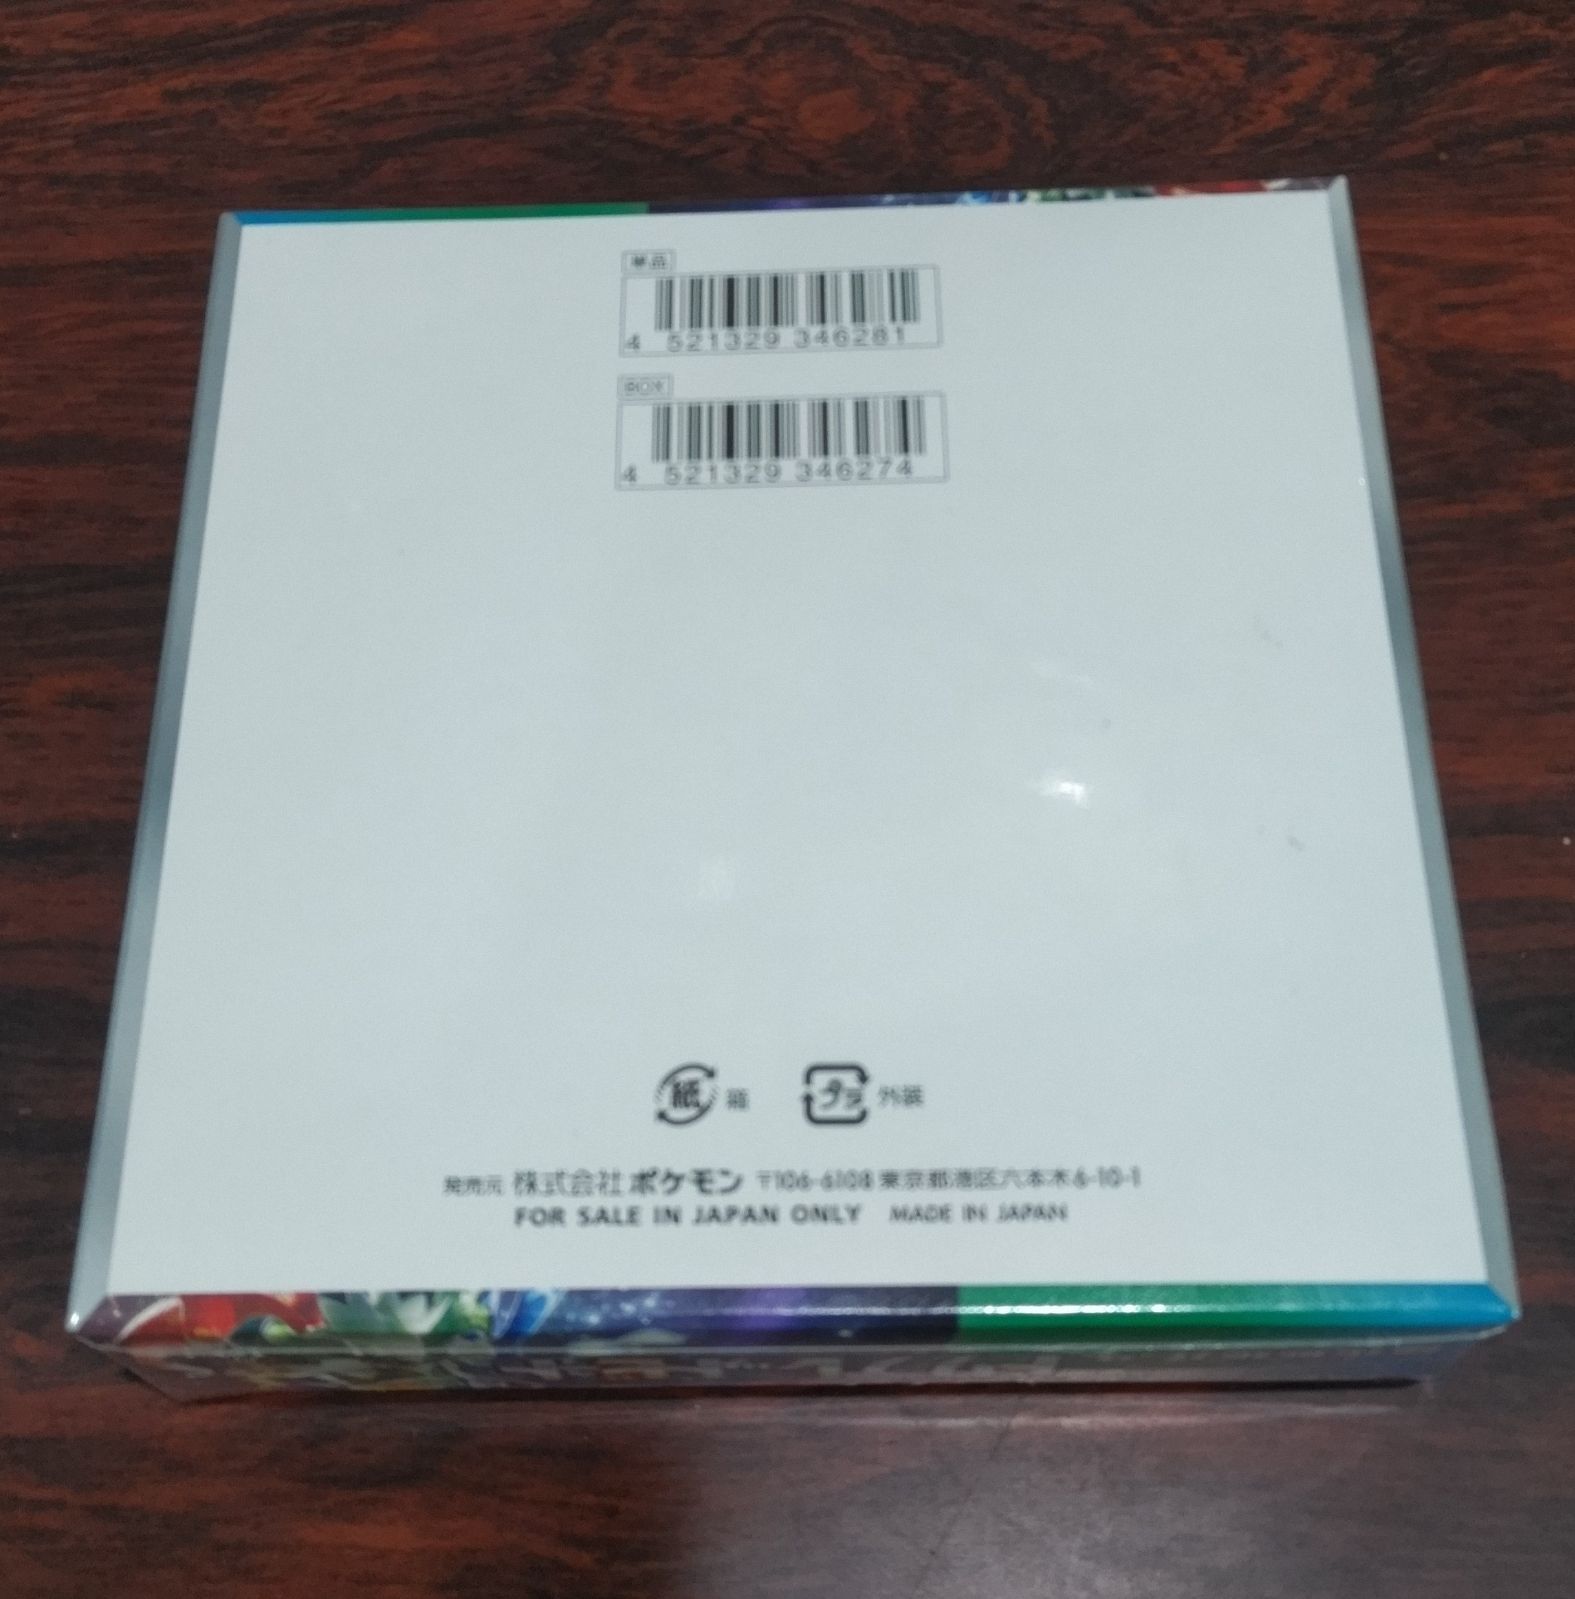 単品
4 521329 346281
BOX
4 521329 346274
紙 箱 プラ 外装
発売元 株式会社 ポケモン 〒106-6108 東京都港区六本木6-10-1
FOR SALE IN JAPAN ONLY MADE IN JAPAN